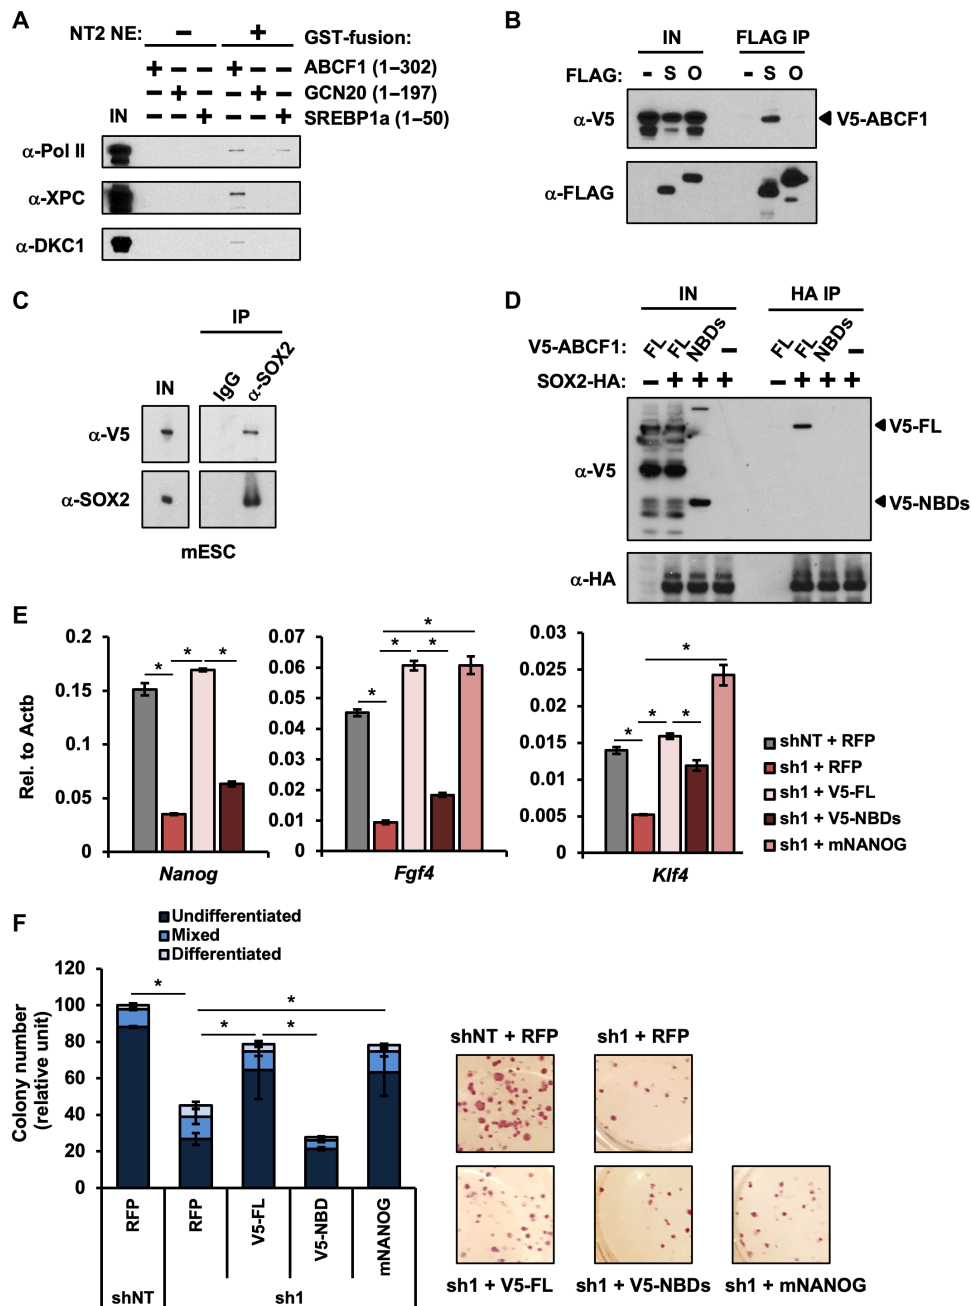 A
NT2 NE: − +
GST-fusion:
+ − − + − − ABCF1 (1–302)
− + − − + − GCN20 (1–197)
IN − − + − − + SREBP1a (1–50)
α-Pol II
α-XPC
α-DKC1
B
IN FLAG IP
FLAG: - S O - S O
α-V5 V5-ABCF1
α-FLAG
C
IP
IN IgG α-SOX2
α-V5
α-SOX2
mESC
D
IN HA IP
V5-ABCF1: FL FL NBDs − FL FL NBDs −
SOX2-HA: − + + + − + + +
α-V5
V5-FL
V5-NBDs
α-HA
E
Rel. to Actb
0.2
0.15
0.1
0.05
0
* * *
Nanog
0.07
0.06
0.05
0.04
0.03
0.02
0.01
0
* * * *
Fgf4
0.03
0.025
0.02
0.015
0.01
0.005
0
* * * *
Klf4
shNT + RFP
sh1 + RFP
sh1 + V5-FL
sh1 + V5-NBDs
sh1 + mNANOG
F
Undifferentiated
Mixed
Differentiated
Colony number
(relative unit)
120
100
80
60
40
20
0
* * * *
RFP RFP V5-FL V5-NBD mNANOG
shNT sh1
shNT + RFP sh1 + RFP
sh1 + V5-FL sh1 + V5-NBDs sh1 + mNANOG